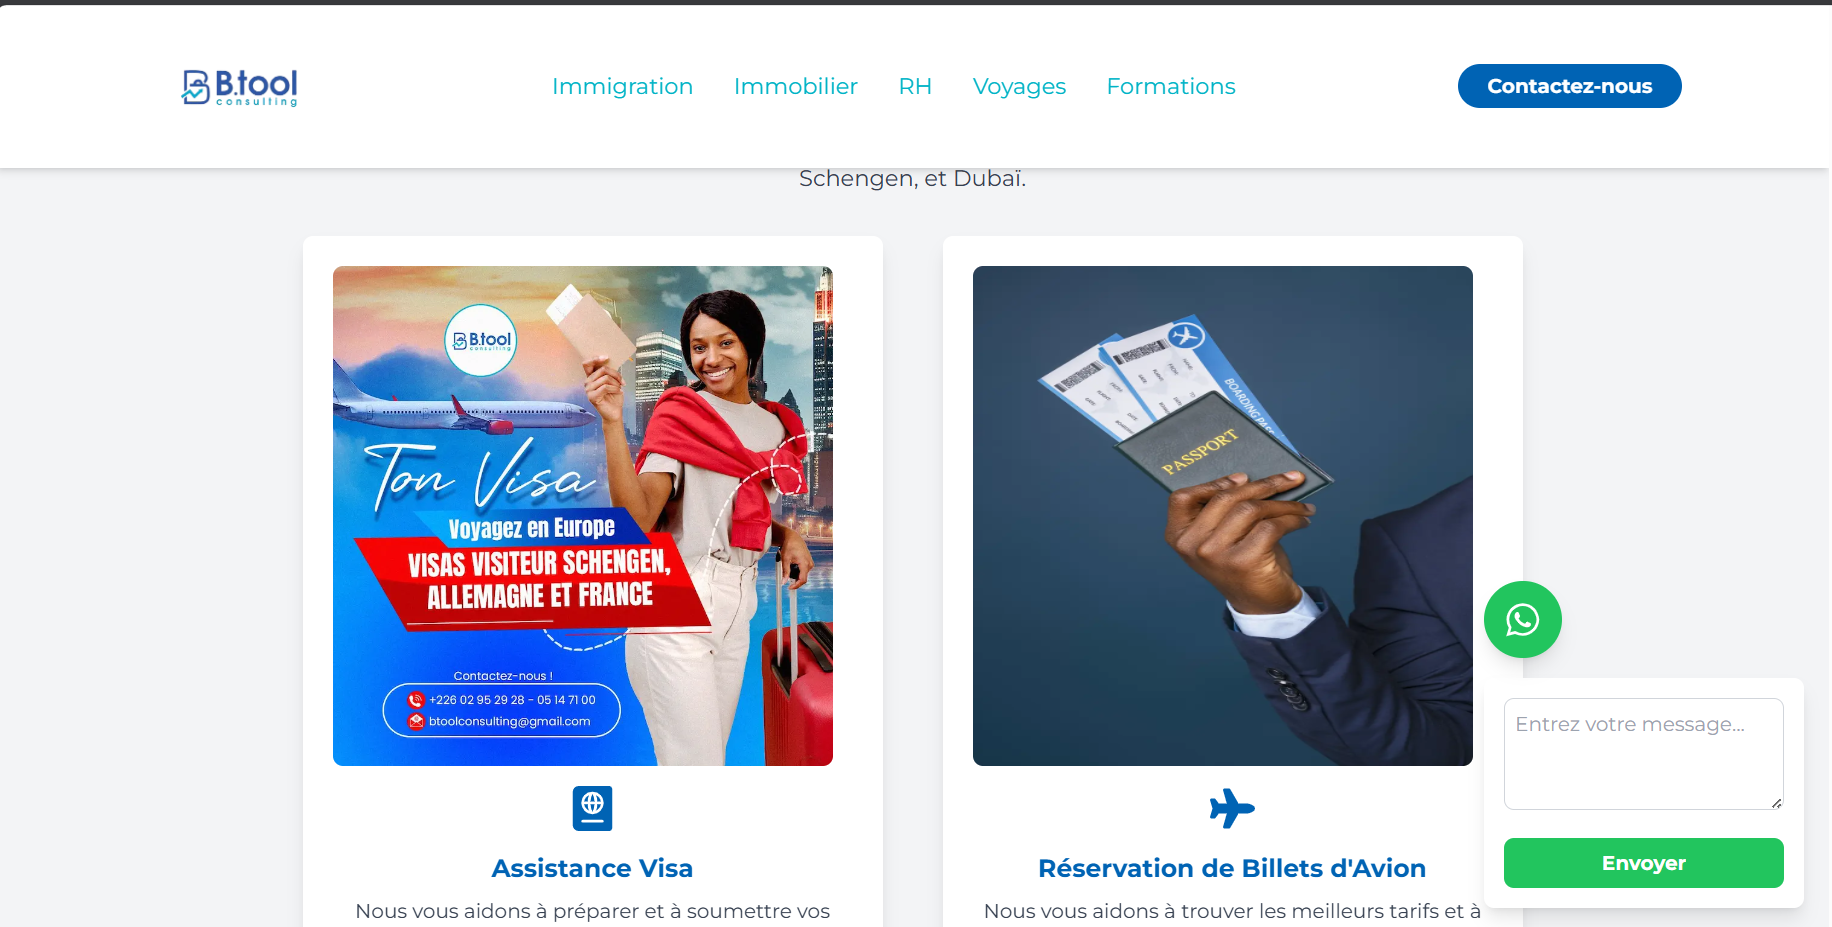 B.tool
consulting
Immigration
Immobilier
RH
Voyages
Formations
Contactez-nous
Schengen, et Dubaï.
B.tool
consulting
Ton Visa
Voyagez en Europe
VISAS VISITEUR SCHENGEN,
ALLEMAGNE ET FRANCE
Contactez-nous !
+226 02 95 29 28 - 05 14 71 00
btoolconsulting@gmail.com
BOARDING PASS
PASSPORT
Entrez votre message...
Envoyer
Assistance Visa
Nous vous aidons à préparer et à soumettre vos
Réservation de Billets d'Avion
Nous vous aidons à trouver les meilleurs tarifs et à